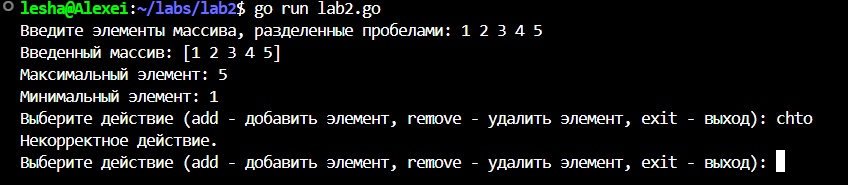 lesha@Alexei:~/labs/lab2$ go run lab2.go
Введите элементы массива, разделенные пробелами: 1 2 3 4 5
Введенный массив: [1 2 3 4 5]
Максимальный элемент: 5
Минимальный элемент: 1
Выберите действие (add - добавить элемент, remove - удалить элемент, exit - выход): chto
Некорректное действие.
Выберите действие (add - добавить элемент, remove - удалить элемент, exit - выход):